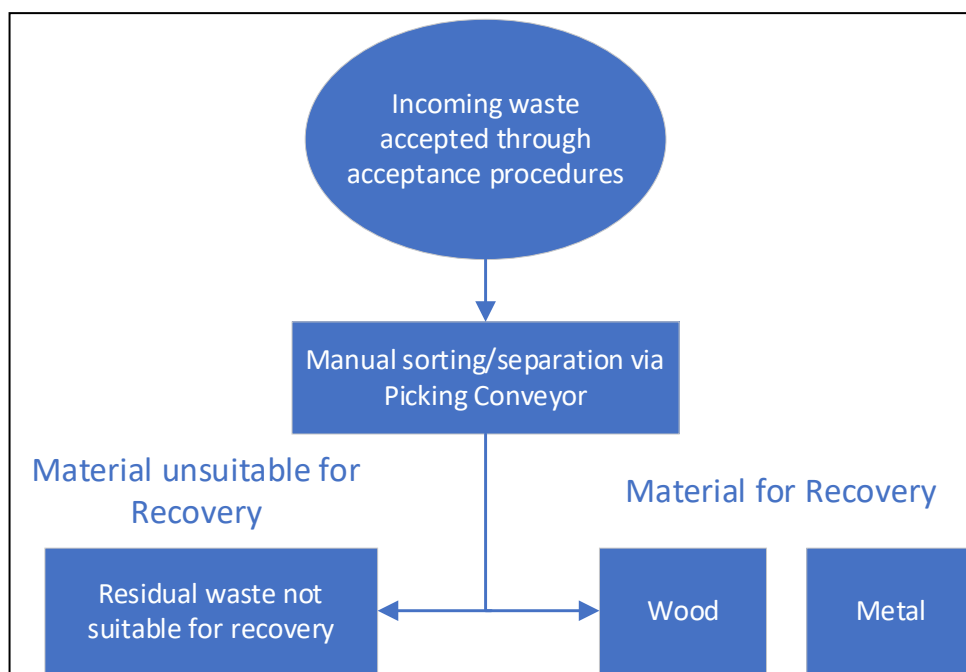 Incoming waste
accepted through
acceptance procedures
Manual sorting/separation via
Picking Conveyor
Material unsuitable for
Recovery
Material for Recovery
Residual waste not
suitable for recovery
Wood
Metal